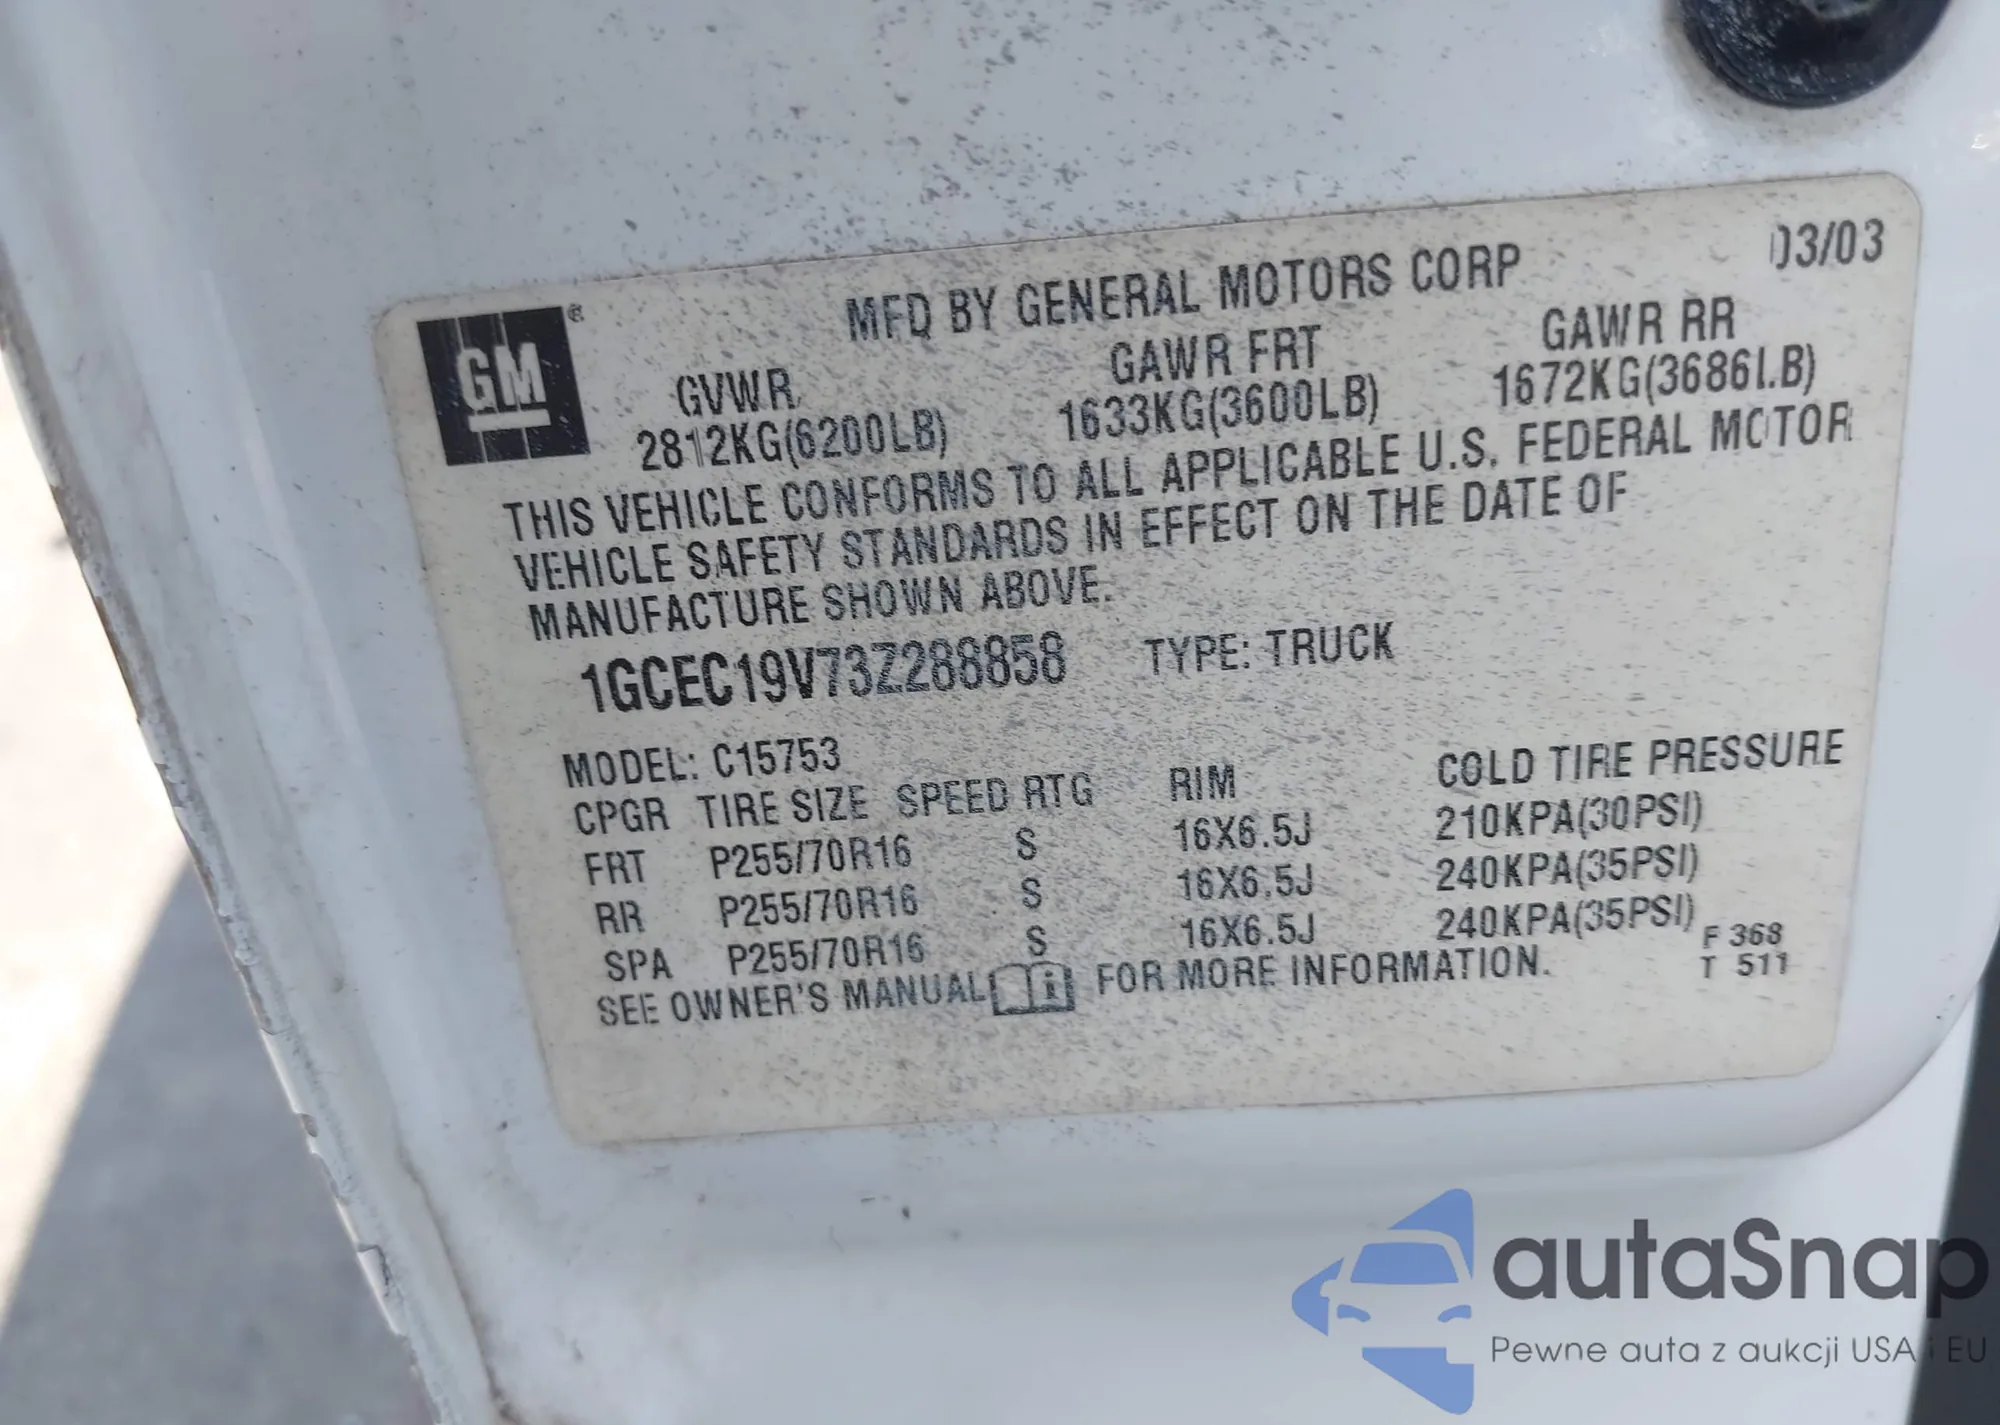 MFD BY GENERAL MOTORS CORP 03/03
GM ®
GVWR GAWR FRT GAWR RR
2812KG(6200LB) 1633KG(3600LB) 1672KG(3686LB)
THIS VEHICLE CONFORMS TO ALL APPLICABLE U.S. FEDERAL MOTOR
VEHICLE SAFETY STANDARDS IN EFFECT ON THE DATE OF
MANUFACTURE SHOWN ABOVE.
1GCEC19V73Z288858 TYPE: TRUCK
MODEL: C15753
CPGR TIRE SIZE SPEED RTG RIM COLD TIRE PRESSURE
FRT P255/70R16 S 16X6.5J 210KPA(30PSI)
RR P255/70R16 S 16X6.5J 240KPA(35PSI)
SPA P255/70R16 S 16X6.5J 240KPA(35PSI)
SEE OWNER'S MANUAL i FOR MORE INFORMATION.
F 368
T 511
autaSnap
Pewne auta z aukcji USA i EU